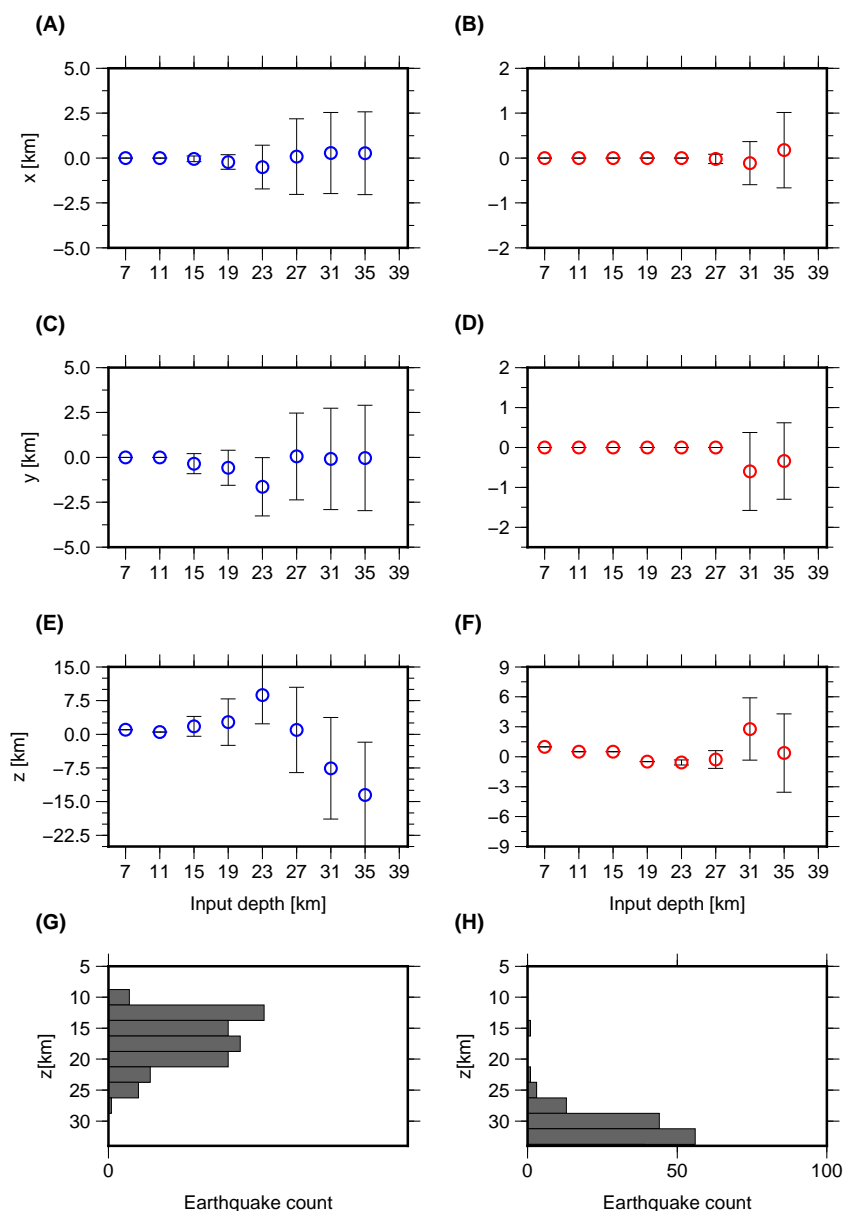 (A) (B)
5.0
2.5
0.0
−2.5
−5.0
x [km]
7 11 15 19 23 27 31 35 39
2
1
0
−1
−2
7 11 15 19 23 27 31 35 39
(C) (D)
5.0
2.5
0.0
−2.5
−5.0
y [km]
7 11 15 19 23 27 31 35 39
2
1
0
−1
−2
7 11 15 19 23 27 31 35 39
(E) (F)
15.0
7.5
0.0
−7.5
−15.0
−22.5
z [km]
7 11 15 19 23 27 31 35 39
Input depth [km]
9
6
3
0
−3
−6
−9
7 11 15 19 23 27 31 35 39
Input depth [km]
(G) (H)
5
10
15
20
25
30
z[km]
0
Earthquake count
5
10
15
20
25
30
z[km]
0 50 100
Earthquake count